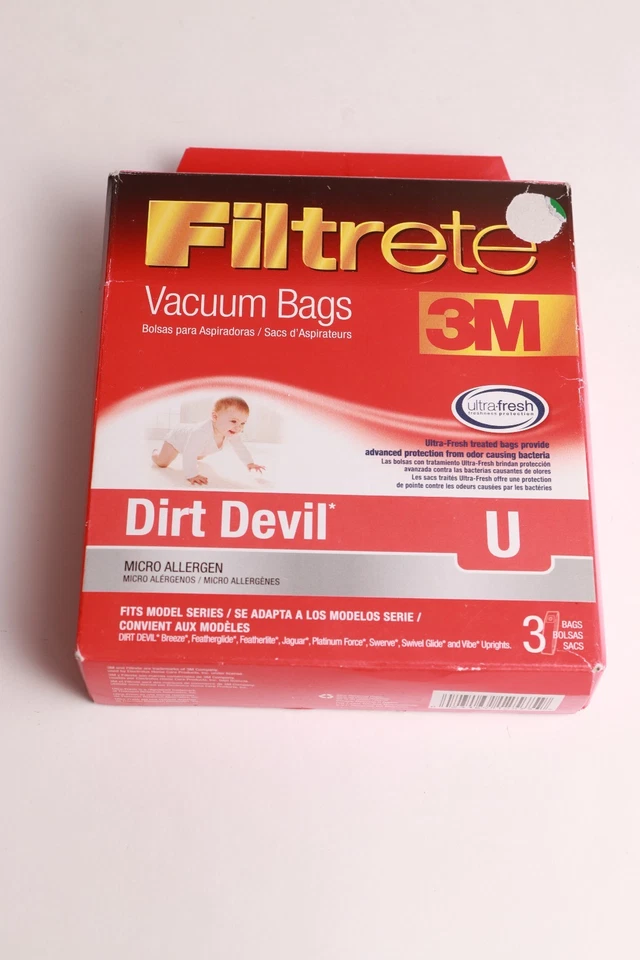 Filtrete
Vacuum Bags
Bolsas para Aspiradoras / Sacs d'Aspirateurs
3M
ultra-fresh
freshness protection
Ultra-Fresh treated bags provide
advanced protection from odor causing bacteria
Las bolsas con tratamiento Ultra-Fresh brindan protección
avanzada contra las bacterias causantes de olores
Les sacs traités Ultra-Fresh offre une protection
de pointe contre les odeurs causées par les bactéries
Dirt Devil*
U
MICRO ALLERGEN
MICRO ALÉRGENOS / MICRO ALLERGÈNES
FITS MODEL SERIES / SE ADAPTA A LOS MODELOS SERIE /
CONVIENT AUX MODÈLES
DIRT DEVIL* Breeze*, Featherglide*, Featherlite*, Jaguar*, Platinum Force*, Swerve*, Swivel Glide* and Vibe* Uprights.
3 BAGS
BOLSAS
SACS